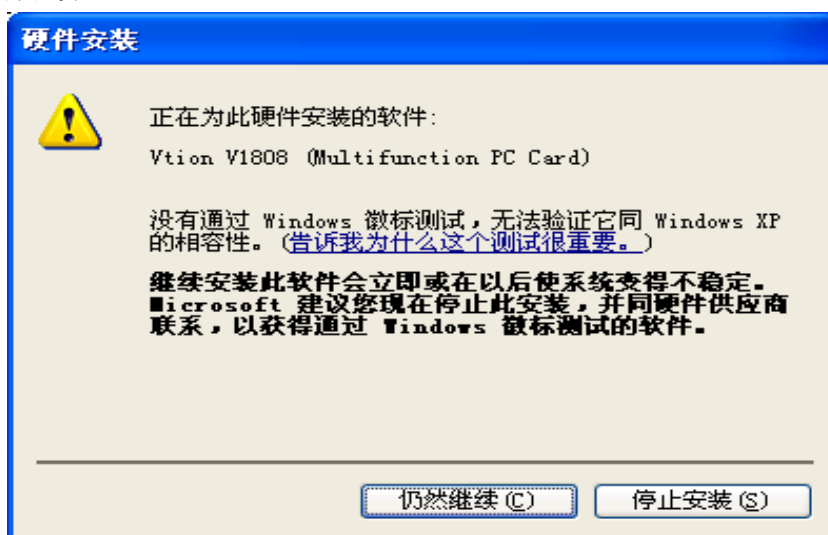 硬件安装
正在为此硬件安装的软件:
Vtion V1808 (Multifunction PC Card)
没有通过 Windows 徽标测试，无法验证它同 Windows XP
的相容性。(告诉我为什么这个测试很重要。)
继续安装此软件会立即或在以后使系统变得不稳定。
Microsoft 建议您现在停止此安装，并同硬件供应商
联系，以获得通过 Windows 徽标测试的软件。
仍然继续(C)
停止安装(S)